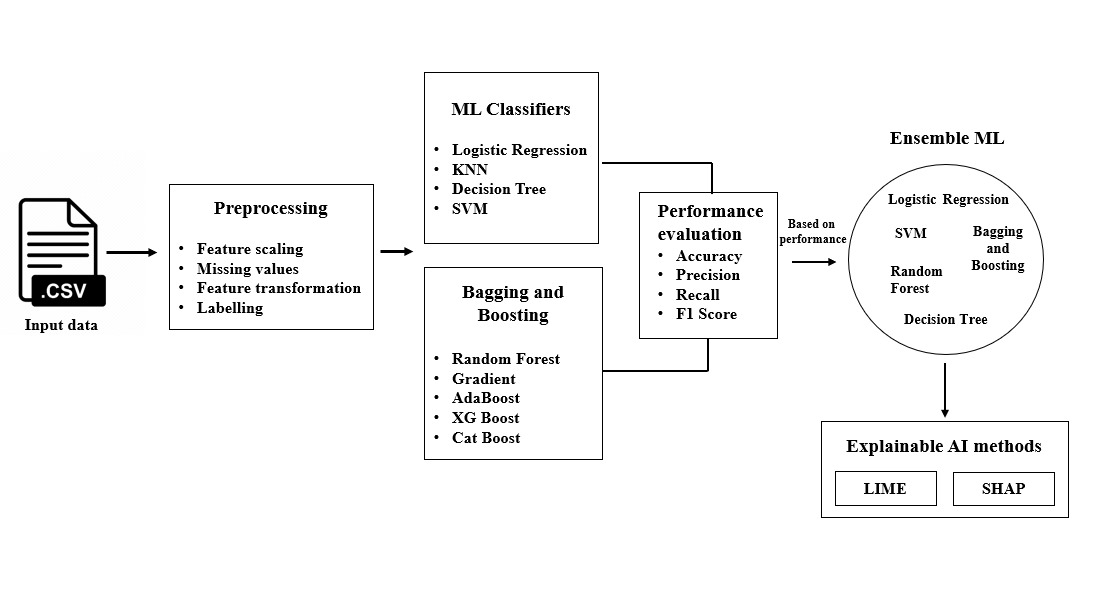 .CSV
Input data
Preprocessing
• Feature scaling
• Missing values
• Feature transformation
• Labelling
ML Classifiers
• Logistic Regression
• KNN
• Decision Tree
• SVM
Bagging and
Boosting
• Random Forest
• Gradient
• AdaBoost
• XG Boost
• Cat Boost
Performance
evaluation
• Accuracy
• Precision
• Recall
• F1 Score
Based on
performance
Ensemble ML
Logistic Regression
SVM
Bagging
and
Boosting
Random
Forest
Decision Tree
Explainable AI methods
LIME
SHAP